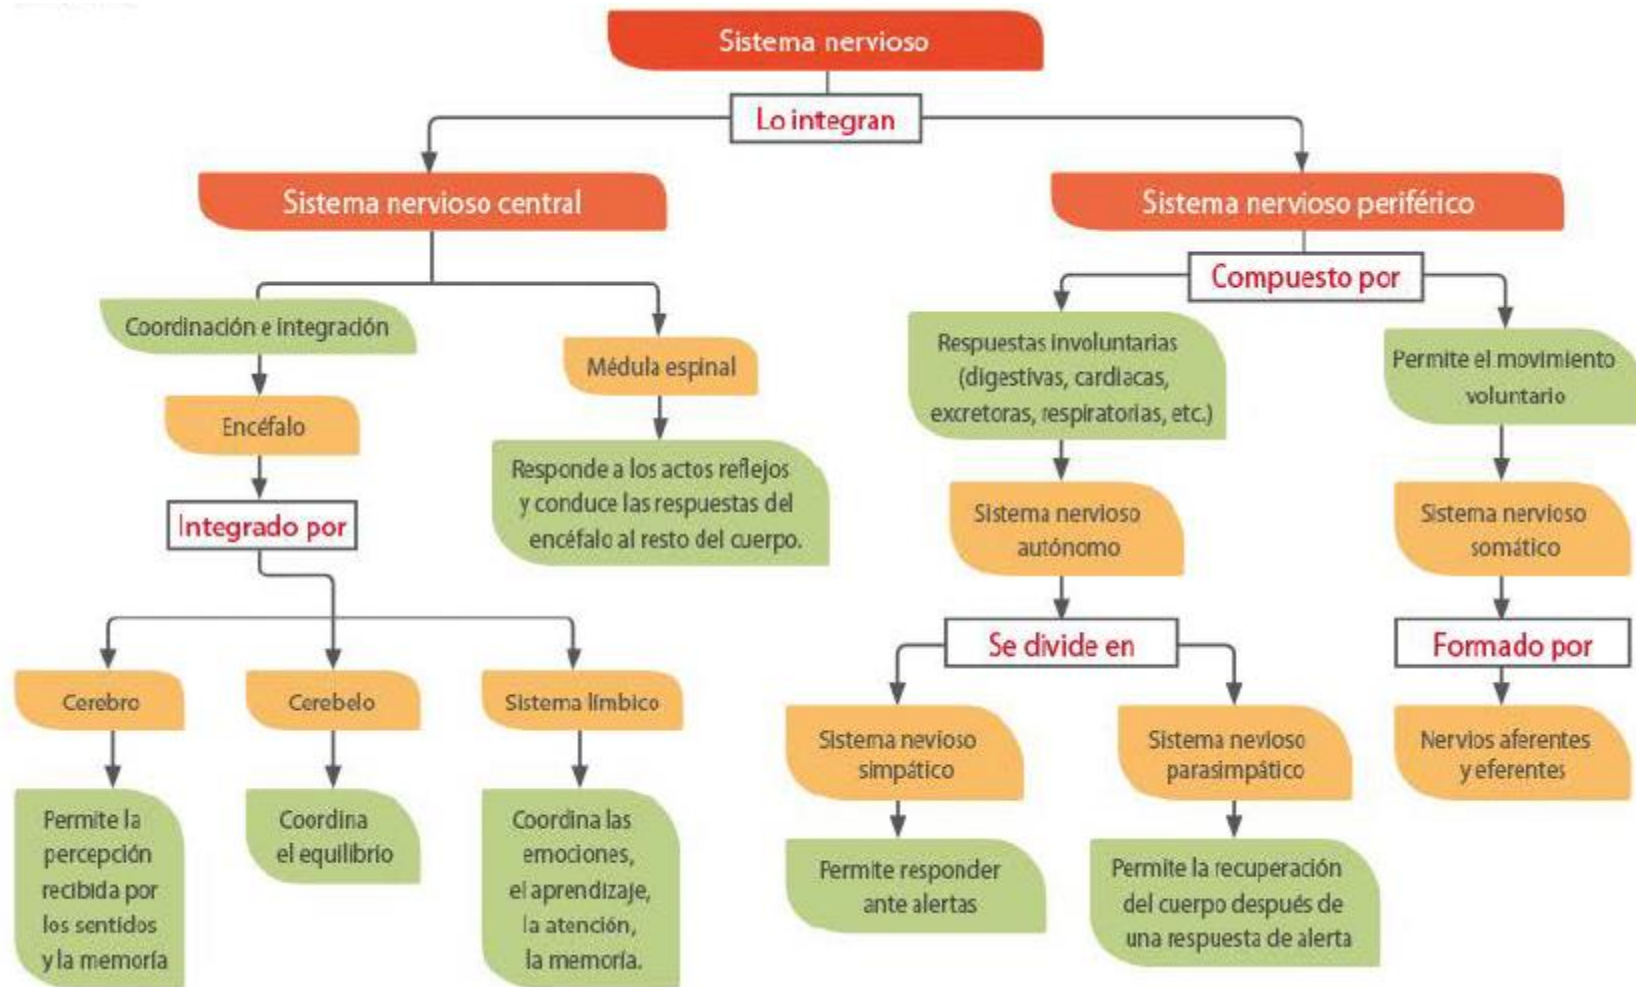 Sistema nervioso
Lo integran
Sistema nervioso central
Sistema nervioso periférico
Compuesto por
Coordinación e integración
Médula espinal
Respuestas involuntarias
(digestivas, cardiacas,
excretoras, respiratorias, etc.)
Permite el movimiento
voluntario
Encéfalo
Responde a los actos reflejos
y conduce las respuestas del
encéfalo al resto del cuerpo.
Integrado por
Sistema nervioso
autónomo
Sistema nervioso
somático
Se divide en
Formado por
Cerebro
Cerebelo
Sistema límbico
Sistema nevioso
simpático
Sistema nevioso
parasimpático
Nervios aferentes
y eferentes
Permite la
percepción
recibida por
los sentidos
y la memoría
Coordina
el equilibrio
Coordina las
emociones,
el aprendizaje,
la atención,
la memoría.
Permite responder
ante alertas
Permite la recuperación
del cuerpo después de
una respuesta de alerta